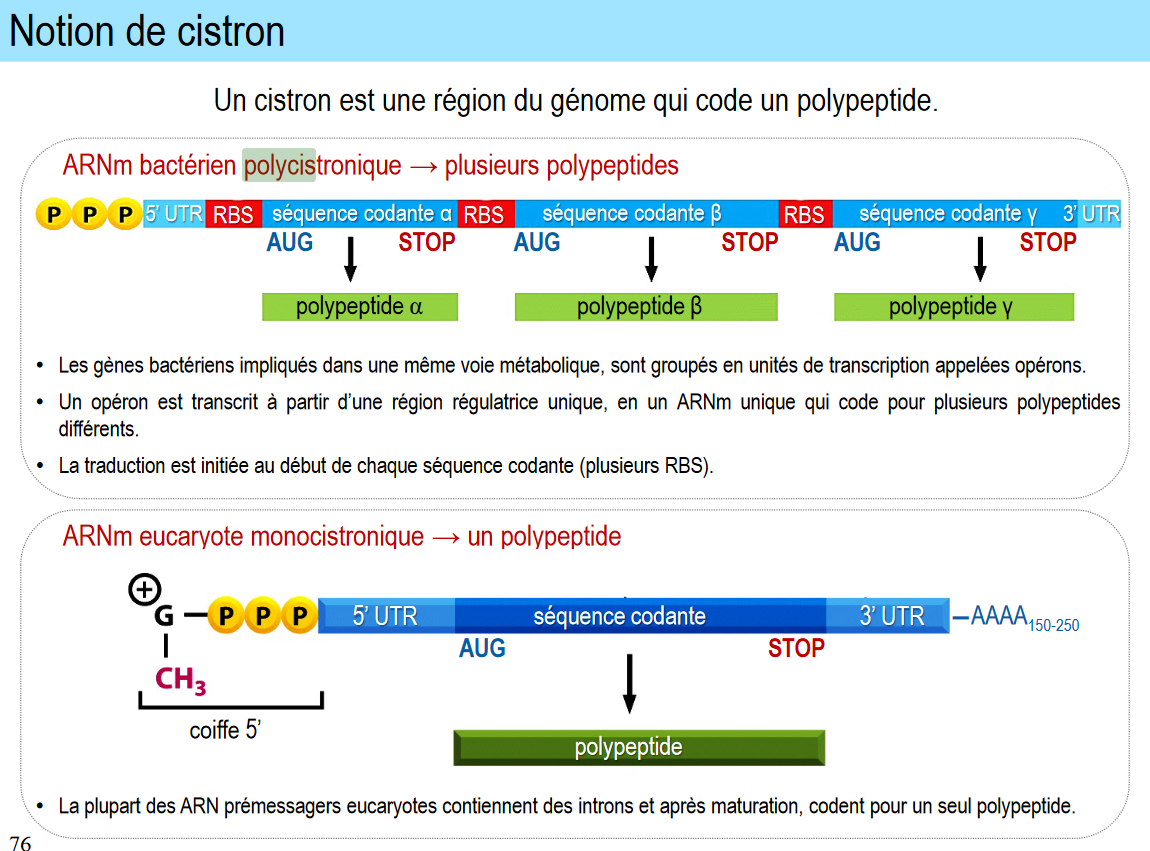 Notion de cistron
Un cistron est une région du génome qui code un polypeptide.
ARNm bactérien polycistronique → plusieurs polypeptides
P P P 5’ UTR RBS séquence codante α RBS séquence codante β RBS séquence codante γ 3’ UTR
AUG STOP AUG STOP AUG STOP
polypeptide α polypeptide β polypeptide γ
• Les gènes bactériens impliqués dans une même voie métabolique, sont groupés en unités de transcription appelées opérons.
• Un opéron est transcrit à partir d’une région régulatrice unique, en un ARNm unique qui code pour plusieurs polypeptides
différents.
• La traduction est initiée au début de chaque séquence codante (plusieurs RBS).
ARNm eucaryote monocistronique → un polypeptide
+
G P P P 5’ UTR séquence codante 3’ UTR –AAAA150-250
AUG STOP
CH3
coiffe 5’
polypeptide
• La plupart des ARN prémessagers eucaryotes contiennent des introns et après maturation, codent pour un seul polypeptide.
76